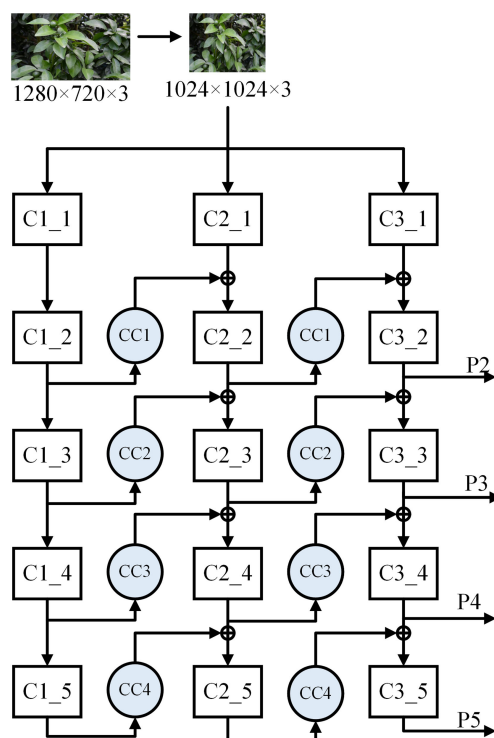 1280×720×3 1024×1024×3
C1_1 C2_1 C3_1
C1_2 CC1 C2_2 CC1 C3_2
P2
C1_3 CC2 C2_3 CC2 C3_3
P3
C1_4 CC3 C2_4 CC3 C3_4
P4
C1_5 CC4 C2_5 CC4 C3_5
P5